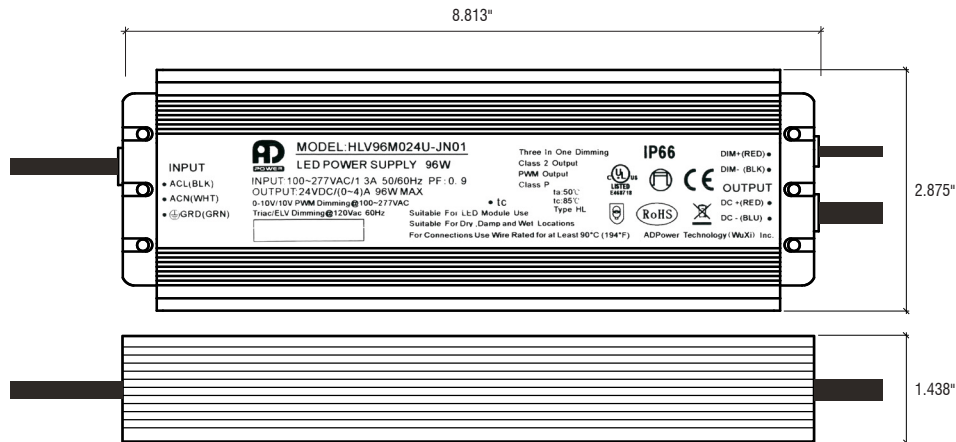 8.813"
AD
POWER
MODEL:HLV96M024U-JN01
LED POWER SUPPLY 96W
INPUT:100~277VAC/1.3A 50/60Hz PF:0.9
OUTPUT:24VDC/(0~4)A 96W MAX
0-10V/10V PWM Dimming@100~277VAC
Triac/ELV Dimming@120Vac 60Hz
INPUT
• ACL(BLK)
• ACN(WHT)
• GRD(GRN)
• tc
Three In One Dimming
Class 2 Output
PWM Output
Class P
ta:50℃
tc:85℃
Type HL
Suitable For LED Module Use
Suitable For Dry ,Damp and Wet Locations
For Connections Use Wire Rated for at Least 90°C (194°F)
IP66
C UL US
LISTED
E468718
CE
RoHS
ADPower Technology(WuXi) Inc.
DIM+(RED) •
DIM- (BLK) •
OUTPUT
DC +(RED) •
DC -(BLU) •
2.875"
1.438"